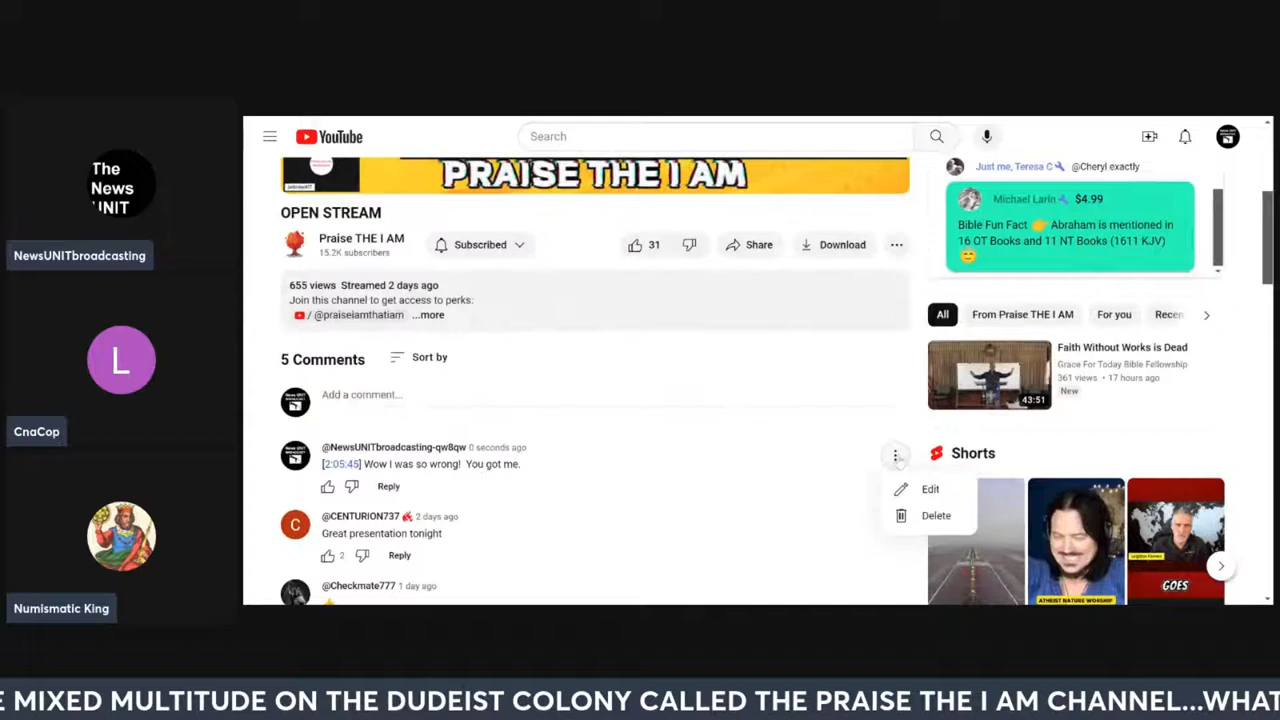 The
News
UNIT
NewsUNITbroadcasting
L
CnaCop
Numismatic King
YouTube
Search
PRAISE THE I AM
OPEN STREAM
Praise THE I AM
15.2K subscribers
Subscribed
31
Share
Download
655 views Streamed 2 days ago
Join this channel to get access to perks:
/ @praiseiamthatiam ...more
5 Comments
Sort by
Add a comment...
@NewsUNITbroadcasting-qw8qw 0 seconds ago
[2:05:45] Wow I was so wrong! You got me.
Reply
Edit
Delete
C
@CENTURION737 🔥 2 days ago
Great presentation tonight
2
Reply
@Checkmate777 1 day ago
Just me, Teresa C @Cheryl exactly
Michael Larin $4.99
Bible Fun Fact 👉 Abraham is mentioned in
16 OT Books and 11 NT Books (1611 KJV)
😊
All
From Praise THE I AM
For you
Recen
Faith Without Works is Dead
Grace For Today Bible Fellowship
361 views • 17 hours ago
New
43:51
Shorts
ATHEIST NATURE WORSHIP
GOES
E MIXED MULTITUDE ON THE DUDEIST COLONY CALLED THE PRAISE THE I AM CHANNEL...WHAT